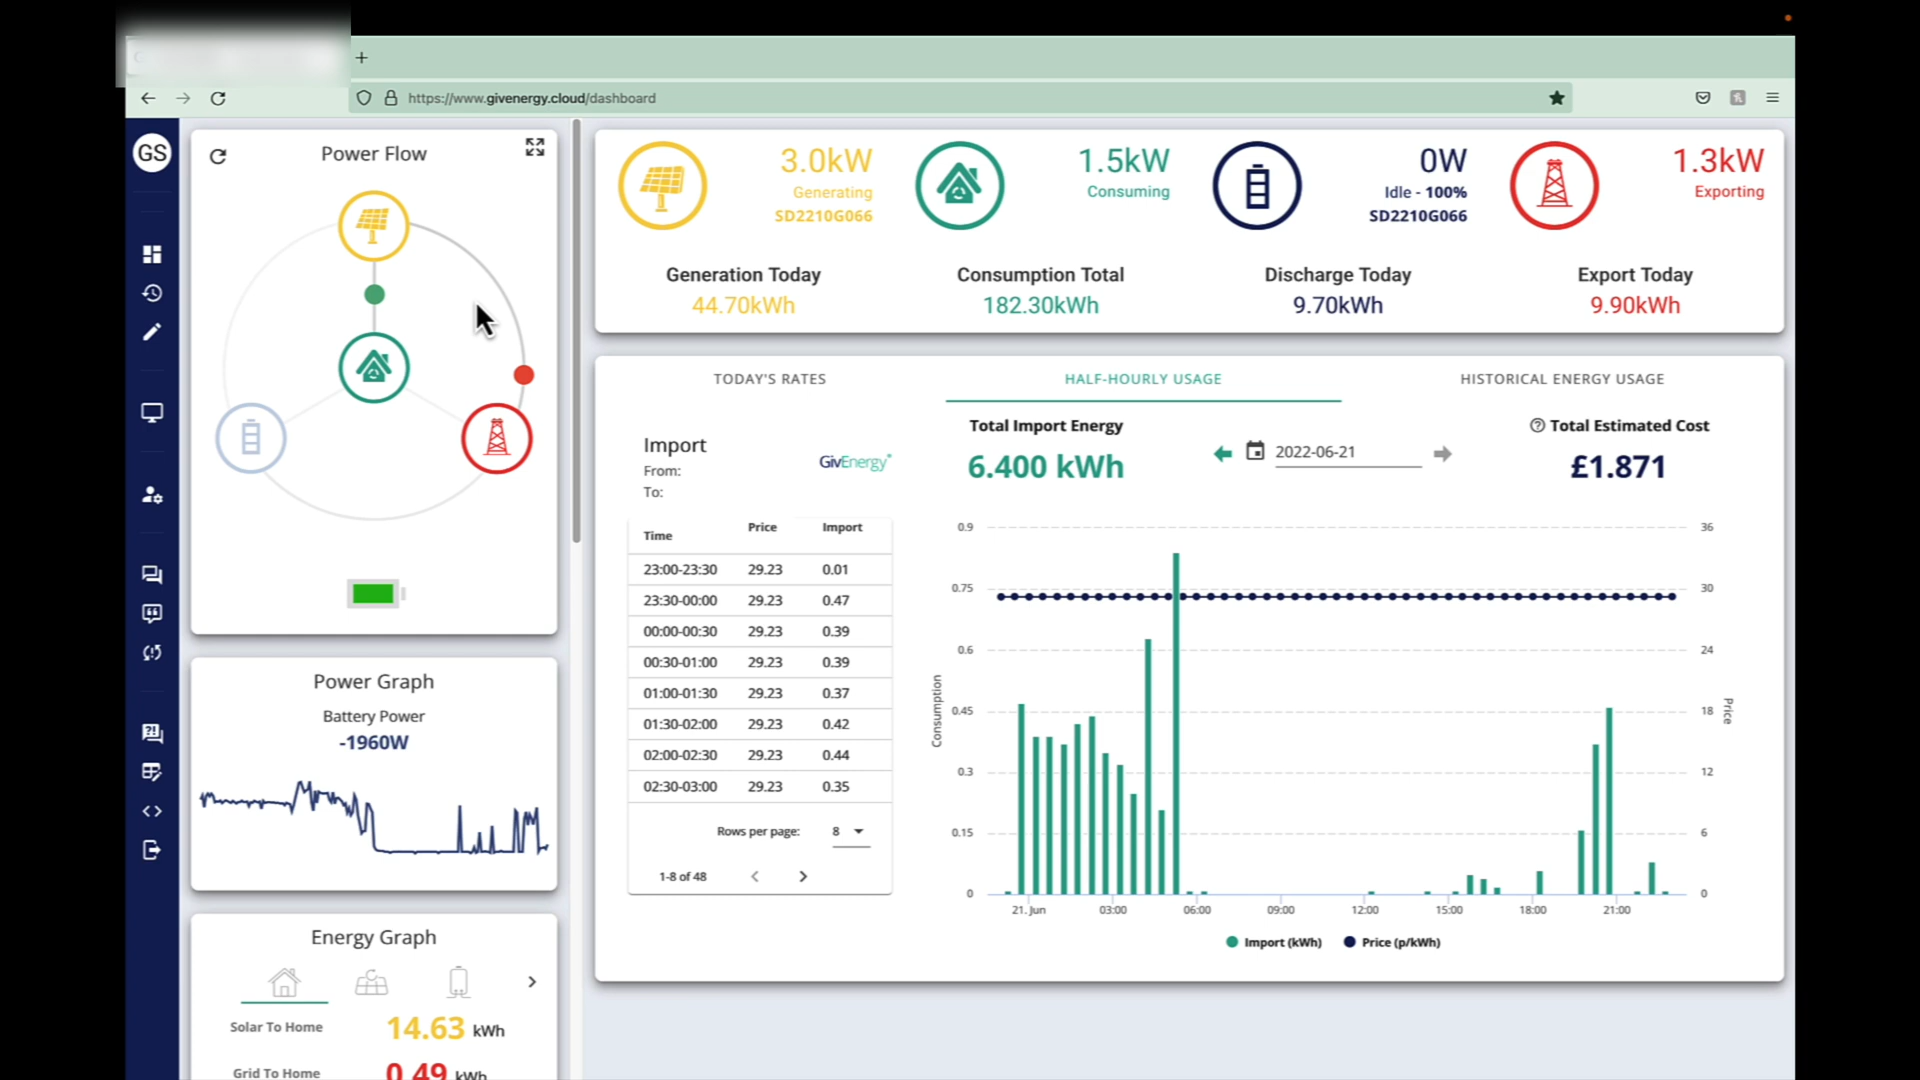 https://www.givenergy.cloud/dashboard
GS
Power Flow
3.0kW
Generating
SD2210G066
1.5kW
Consuming
0W
Idle - 100%
SD2210G066
1.3kW
Exporting
Generation Today
44.70kWh
Consumption Total
182.30kWh
Discharge Today
9.70kWh
Export Today
9.90kWh
TODAY'S RATES
HALF-HOURLY USAGE
HISTORICAL ENERGY USAGE
Import
From:
To:
GivEnergy
Total Import Energy
6.400 kWh
2022-06-21
Total Estimated Cost
£1.871
Time Price Import
23:00-23:30 29.23 0.01
23:30-00:00 29.23 0.47
00:00-00:30 29.23 0.39
00:30-01:00 29.23 0.39
01:00-01:30 29.23 0.37
01:30-02:00 29.23 0.42
02:00-02:30 29.23 0.44
02:30-03:00 29.23 0.35
Rows per page: 8
1-8 of 48
0.9
0.75
0.6
0.45
0.3
0.15
0
Consumption
36
30
24
18
12
6
0
Price
21. Jun 03:00 06:00 09:00 12:00 15:00 18:00 21:00
Import (kWh) Price (p/kWh)
Power Graph
Battery Power
-1960W
Energy Graph
Solar To Home 14.63 kWh
Grid To Home 0.49 kWh